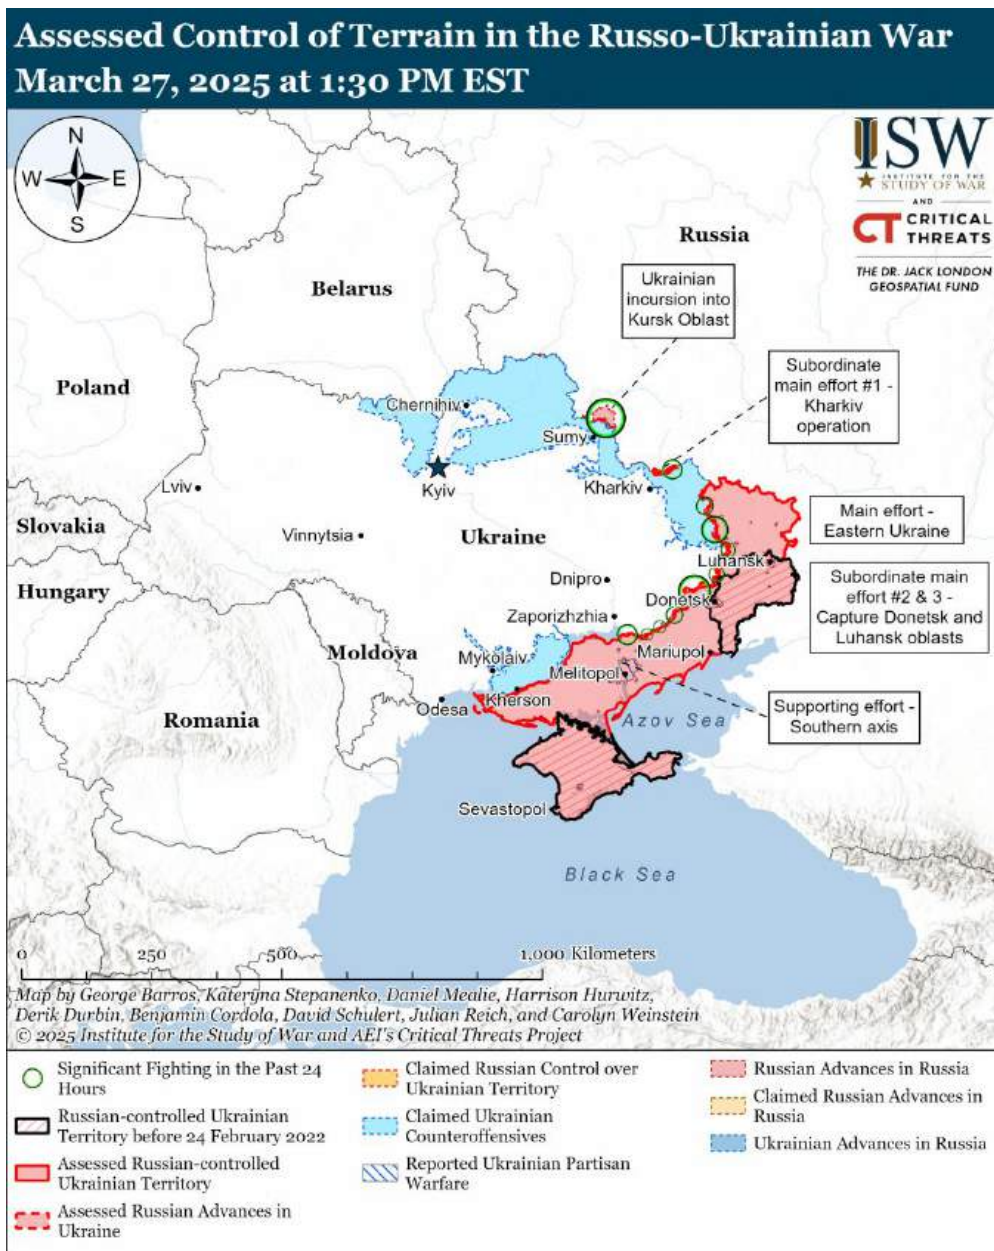 Assessed Control of Terrain in the Russo-Ukrainian War
March 27, 2025 at 1:30 PM EST
N
W
E
S
ISW
INSTITUTE FOR THE
STUDY OF WAR
AND
CT CRITICAL
THREATS
THE DR. JACK LONDON
GEOSPATIAL FUND
Russia
Ukrainian
incursion into
Kursk Oblast
Belarus
Subordinate
main effort #1 -
Kharkiv
operation
Poland
Chernihiv
Sumy
Kyiv
Lviv
Kharkiv
Slovakia
Vinnytsia
Ukraine
Main effort -
Eastern Ukraine
Luhansk
Hungary
Dnipro
Donetsk
Subordinate main
effort #2 & 3 -
Capture Donetsk and
Luhansk oblasts
Zaporizhzhia
Moldova
Mykolaiv
Mariupol
Melitopol
Kherson
Odesa
Romania
Azov Sea
Supporting effort -
Southern axis
Sevastopol
Black Sea
0
250
500
1,000 Kilometers
Map by George Barros, Kateryna Stepanenko, Daniel Mealie, Harrison Hurwitz,
Derik Durbin, Benjamin Cordola, David Schulert, Julian Reich, and Carolyn Weinstein
© 2025 Institute for the Study of War and AEI's Critical Threats Project
Significant Fighting in the Past 24
Hours
Russian-controlled Ukrainian
Territory before 24 February 2022
Assessed Russian-controlled
Ukrainian Territory
Assessed Russian Advances in
Ukraine
Claimed Russian Control over
Ukrainian Territory
Claimed Ukrainian
Counteroffensives
Reported Ukrainian Partisan
Warfare
Russian Advances in Russia
Claimed Russian Advances in
Russia
Ukrainian Advances in Russia